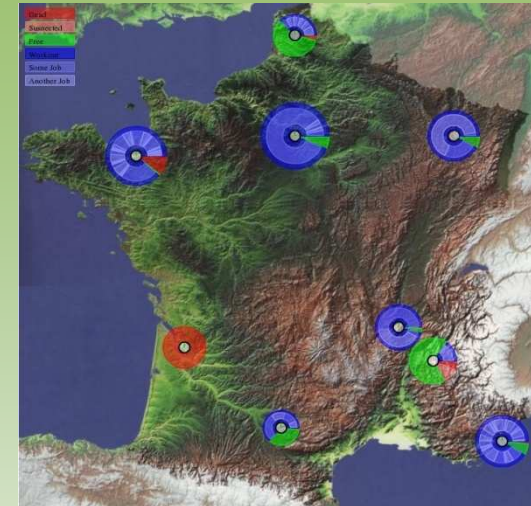 Dead
Suspected
Free
Working
Some Job
Another Job